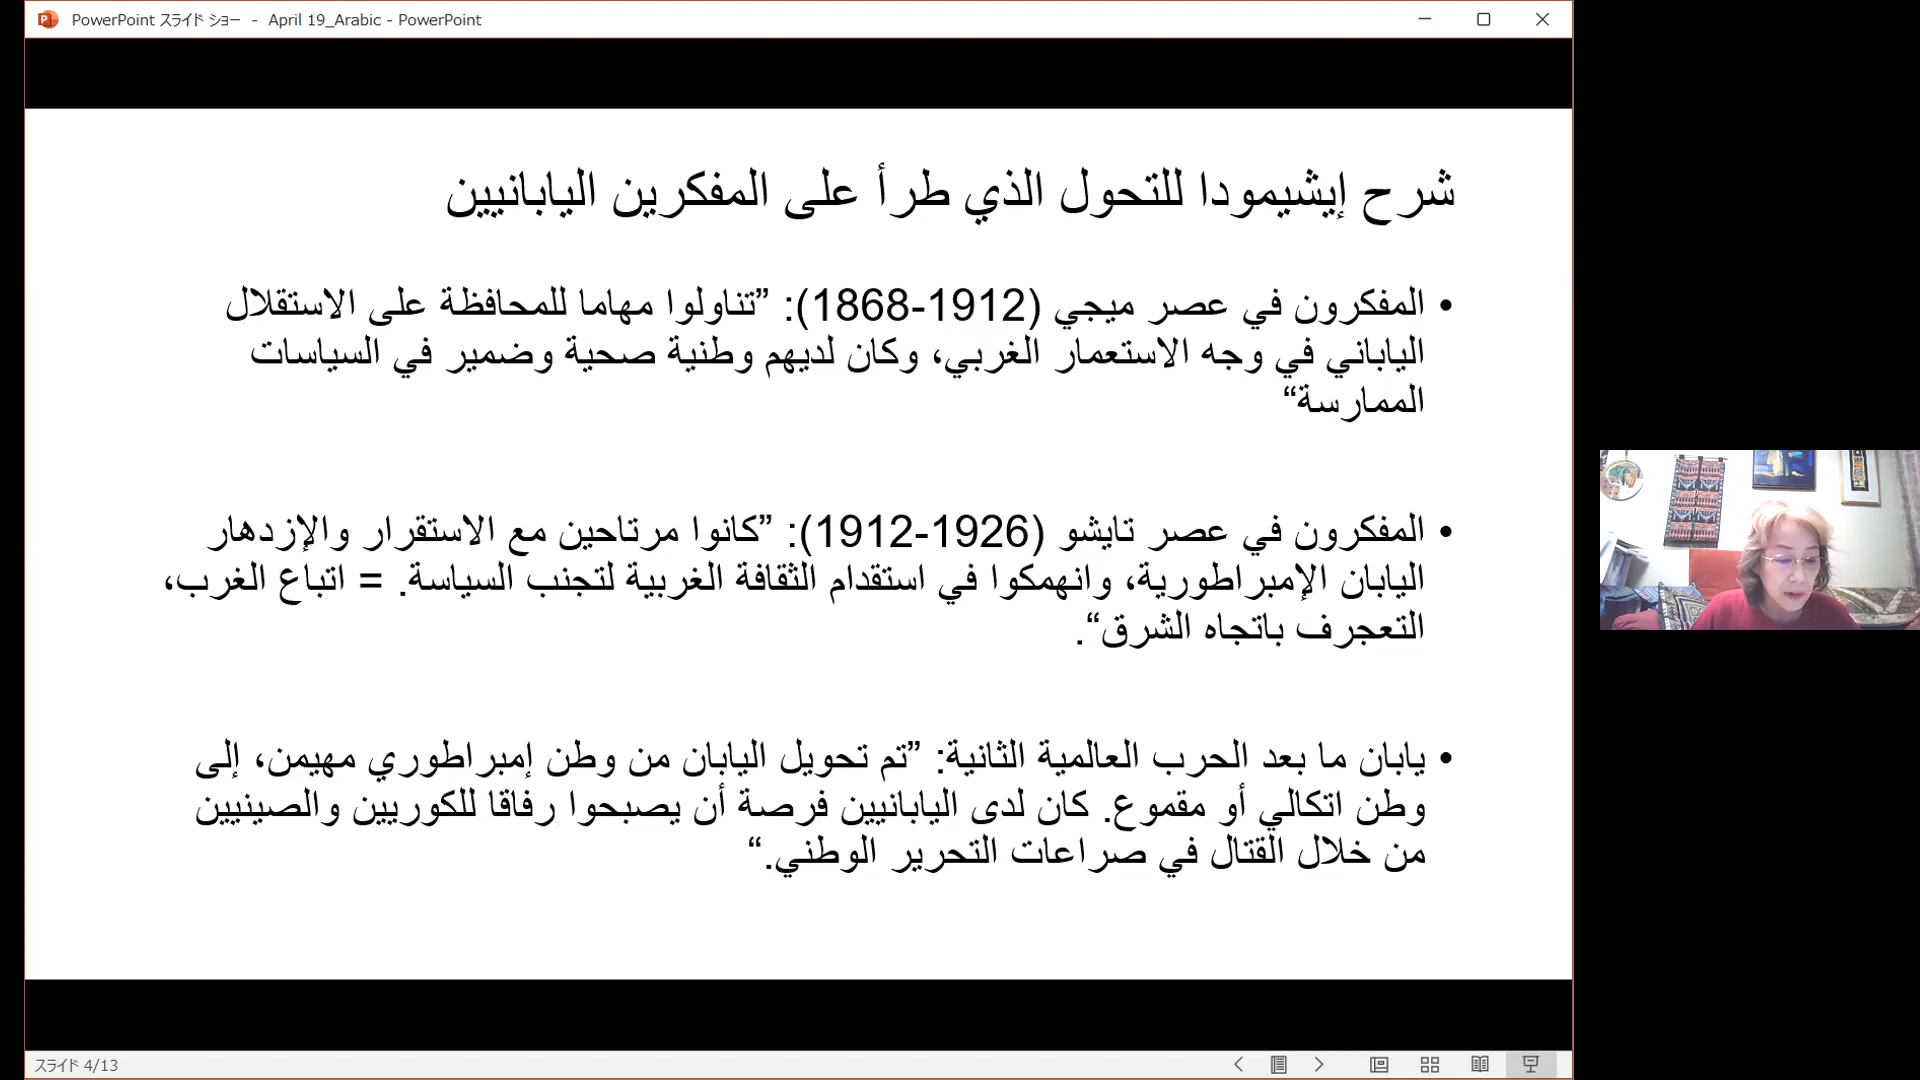 PowerPoint スライド ショー - April 19_Arabic - PowerPoint
شرح إيشيمودا للتحول الذي طرأ على المفكرين اليابانيين
• المفكرون في عصر ميجي (1912-1868): ”تناولوا مهاما للمحافظة على الاستقلال
الياباني في وجه الاستعمار الغربي، وكان لديهم وطنية صحية وضمير في السياسات
الممارسة“
• المفكرون في عصر تايشو (1926-1912): ”كانوا مرتاحين مع الاستقرار والإزدهار
اليابان الإمبراطورية، وانهمكوا في استقدام الثقافة الغربية لتجنب السياسة. = اتباع الغرب،
التعجرف باتجاه الشرق“.
• يابان ما بعد الحرب العالمية الثانية: ”تم تحويل اليابان من وطن إمبراطوري مهيمن، إلى
وطن اتكالي أو مقموع. كان لدى اليابانيين فرصة أن يصبحوا رفاقا للكوريين والصينيين
من خلال القتال في صراعات التحرير الوطني.“
スライド 4/13